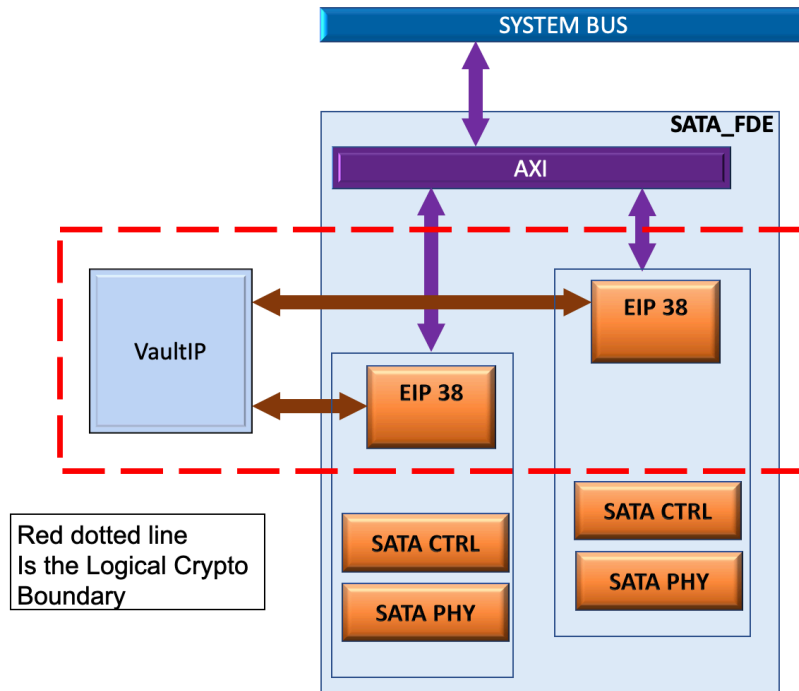 SYSTEM BUS
SATA_FDE
AXI
EIP 38
VaultIP
EIP 38
SATA CTRL
SATA CTRL
SATA PHY
SATA PHY
Red dotted line
Is the Logical Crypto
Boundary